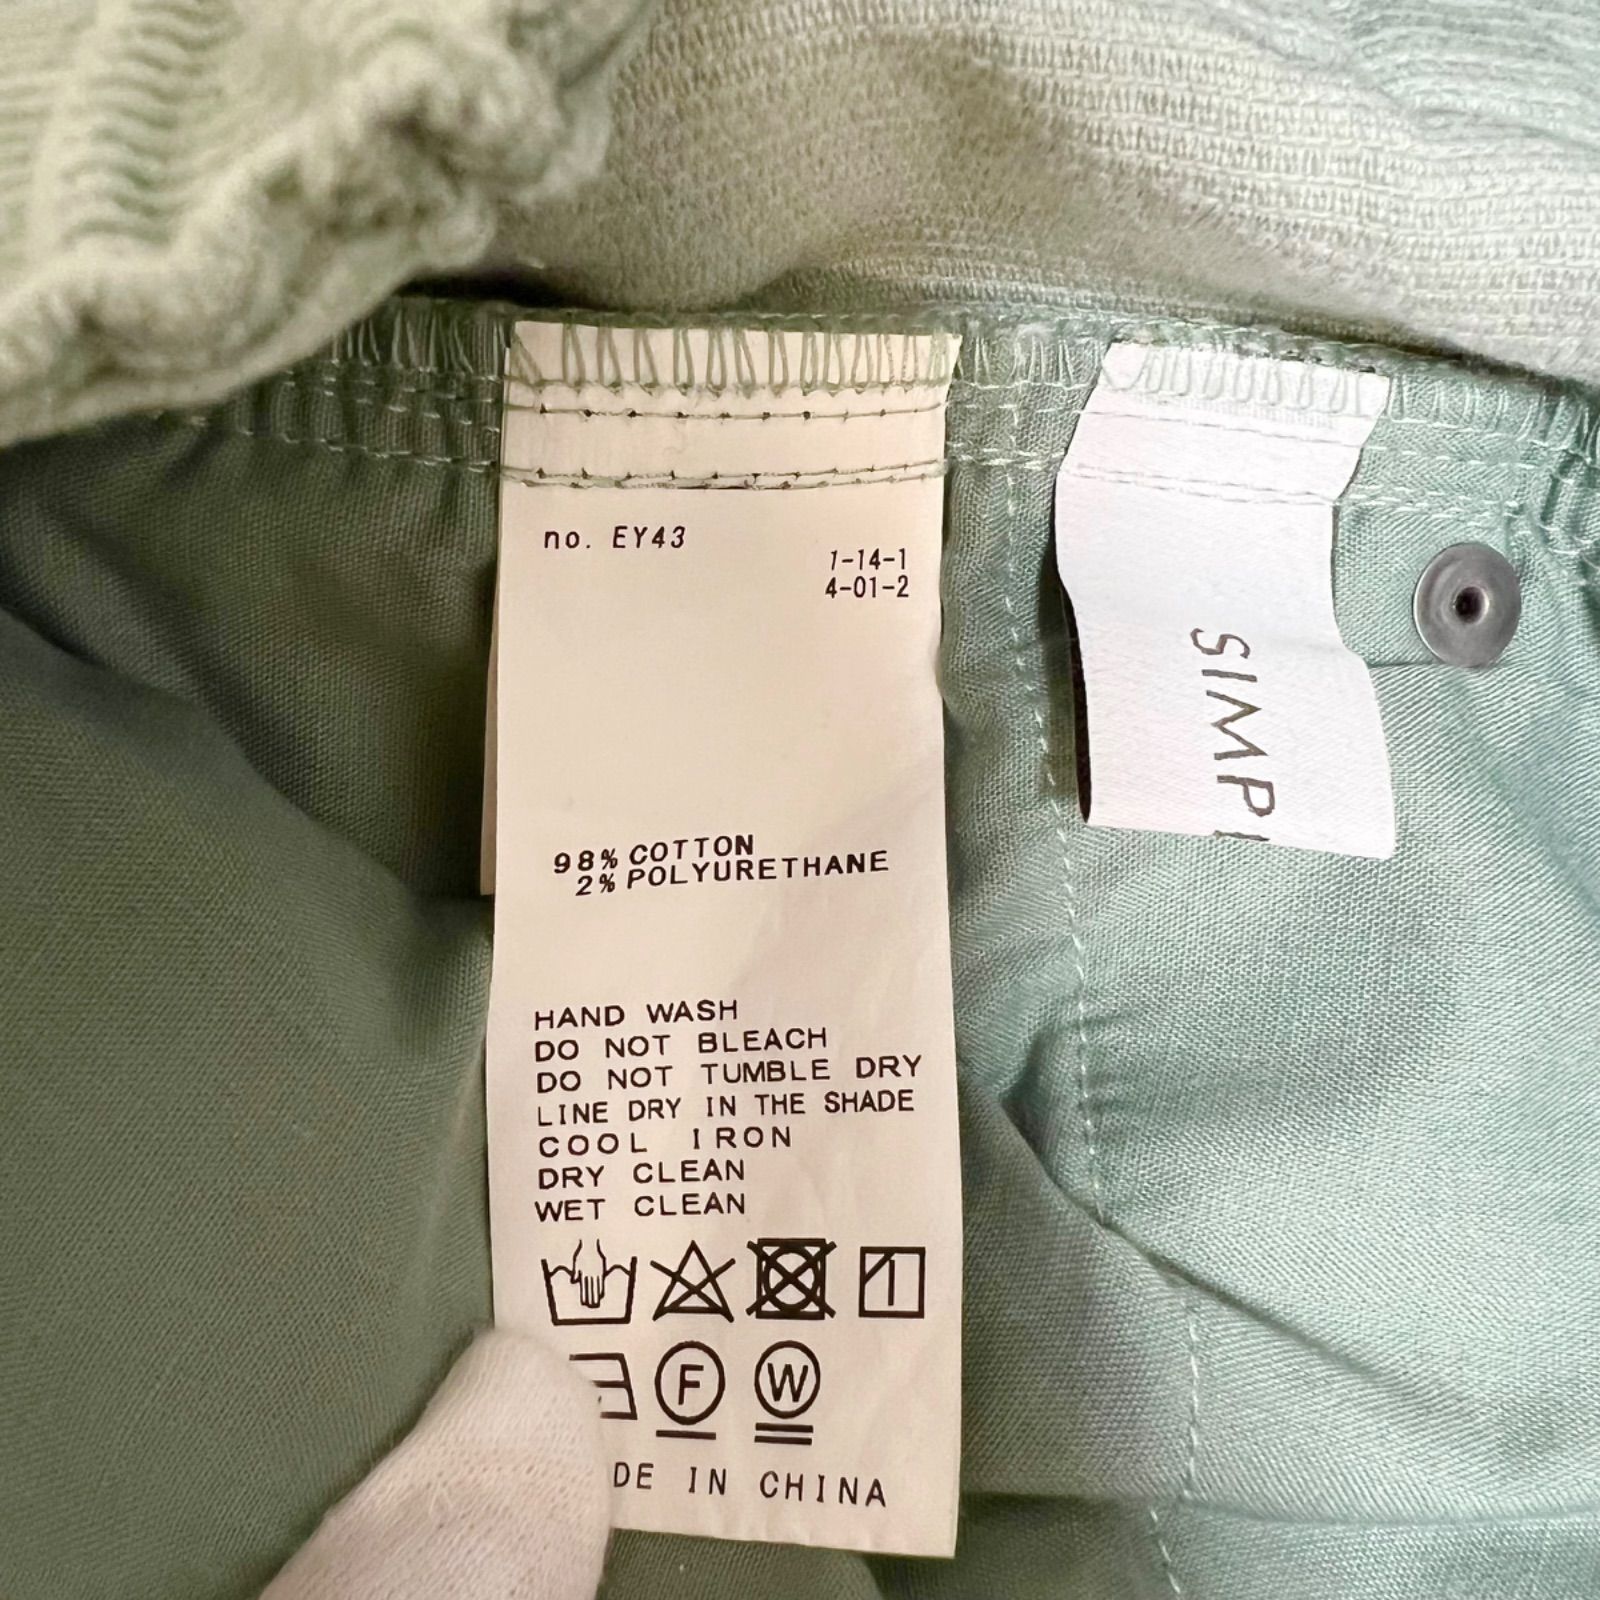 no. EY43
1-14-1
4-01-2
98% COTTON
2% POLYURETHANE
HAND WASH
DO NOT BLEACH
DO NOT TUMBLE DRY
LINE DRY IN THE SHADE
COOL IRON
DRY CLEAN
WET CLEAN
F
W
DE IN CHINA
SIMP